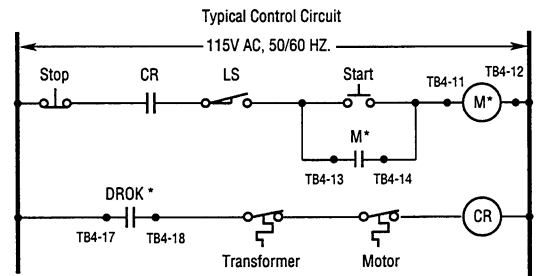 Typical Control Circuit
115V AC, 50/60 HZ.
Stop CR LS Start TB4-11 TB4-12
M*
M*
TB4-13 TB4-14
DROK *
CR
TB4-17 TB4-18
Transformer Motor